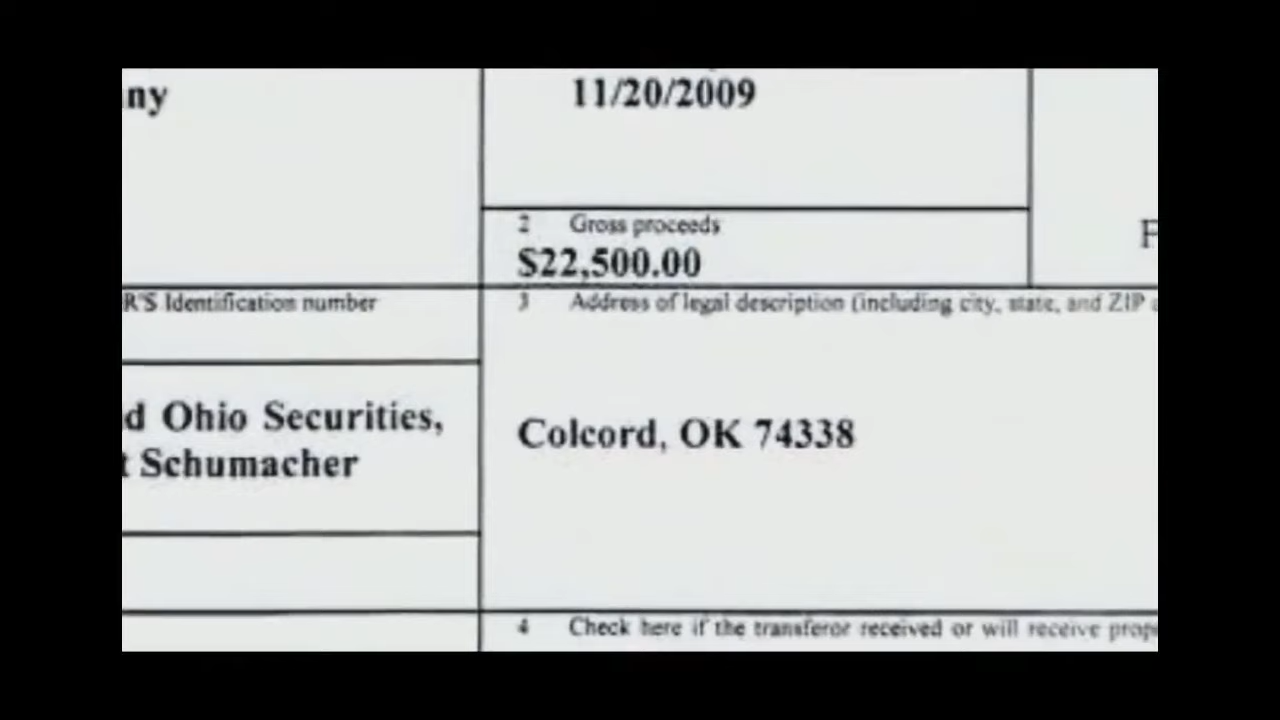 ny
11/20/2009
2 Gross proceeds
$22,500.00
R'S Identification number
3 Address of legal description (including city, state, and ZIP
d Ohio Securities,
t Schumacher
Colcord, OK 74338
4 Check here if the transferor received or will receive prop
F